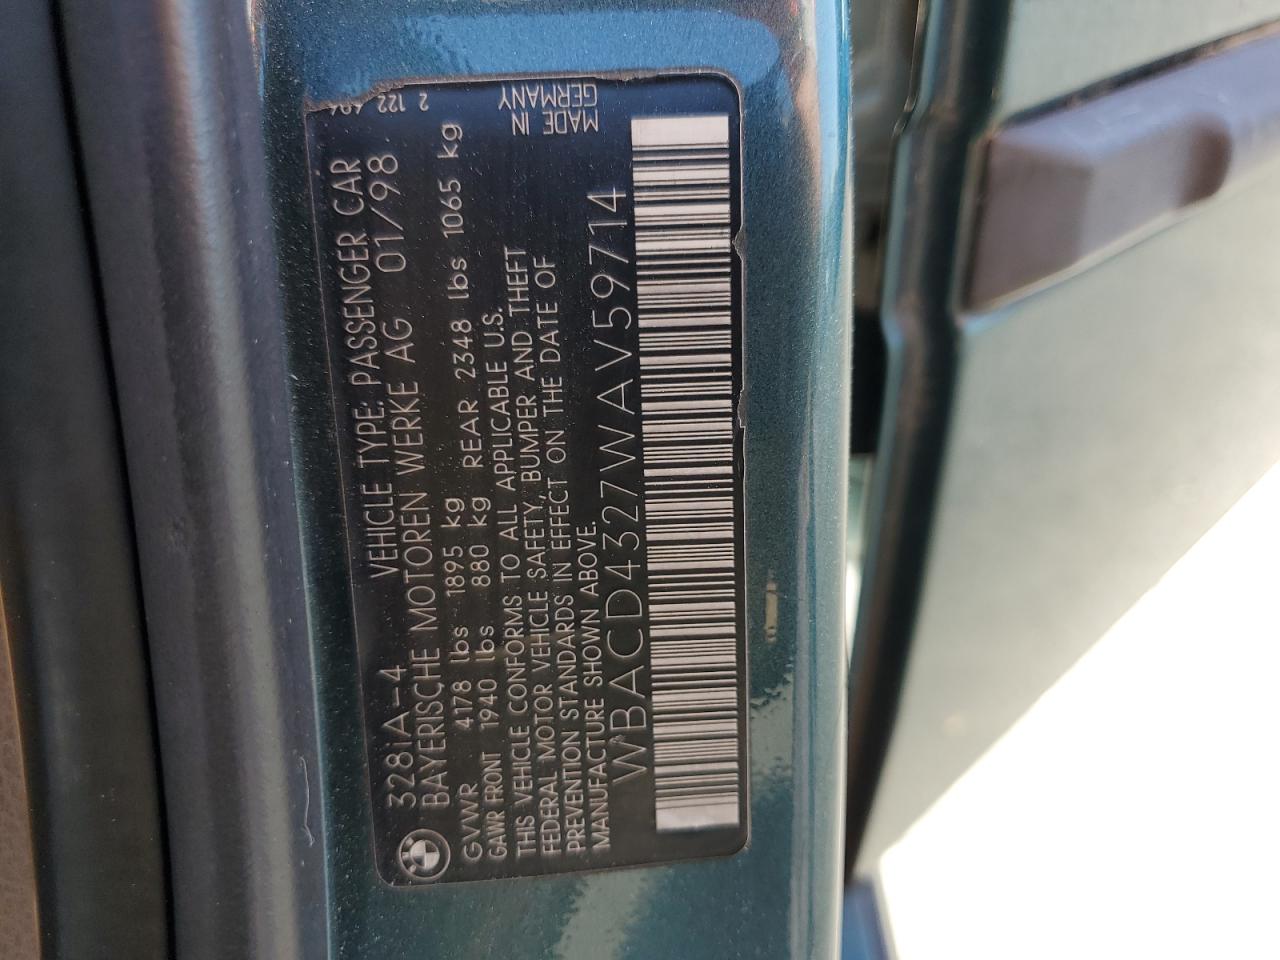 2 122
328iA-4 VEHICLE TYPE: PASSENGER CAR
BAYERISCHE MOTOREN WERKE AG 01/98
GVWR 4178 lbs 1895 kg
GAWR FRONT 1940 lbs 880 kg REAR 2348 lbs 1065 kg
THIS VEHICLE CONFORMS TO ALL APPLICABLE U.S.
FEDERAL MOTOR VEHICLE SAFETY, BUMPER AND THEFT
PREVENTION STANDARDS IN EFFECT ON THE DATE OF
MANUFACTURE SHOWN ABOVE.
MADE IN
GERMANY
WBACD4327WAV59714